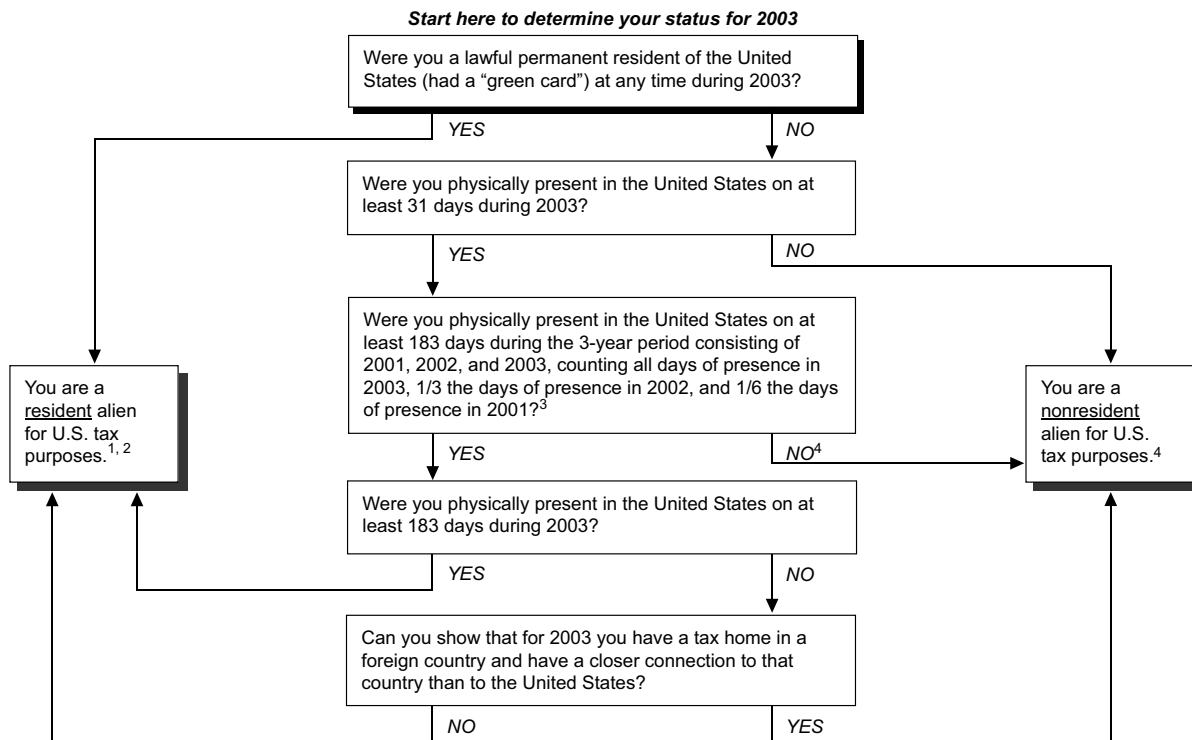 Start here to determine your status for 2003
Were you a lawful permanent resident of the United
States (had a “green card”) at any time during 2003?
YES
NO
Were you physically present in the United States on at
least 31 days during 2003?
YES
NO
Were you physically present in the United States on at
least 183 days during the 3-year period consisting of
2001, 2002, and 2003, counting all days of presence in
2003, 1/3 the days of presence in 2002, and 1/6 the days
of presence in 2001?3
You are a
resident alien
for U.S. tax
purposes.1, 2
You are a
nonresident
alien for U.S.
tax purposes.4
YES
NO4
Were you physically present in the United States on at
least 183 days during 2003?
YES
NO
Can you show that for 2003 you have a tax home in a
foreign country and have a closer connection to that
country than to the United States?
NO
YES